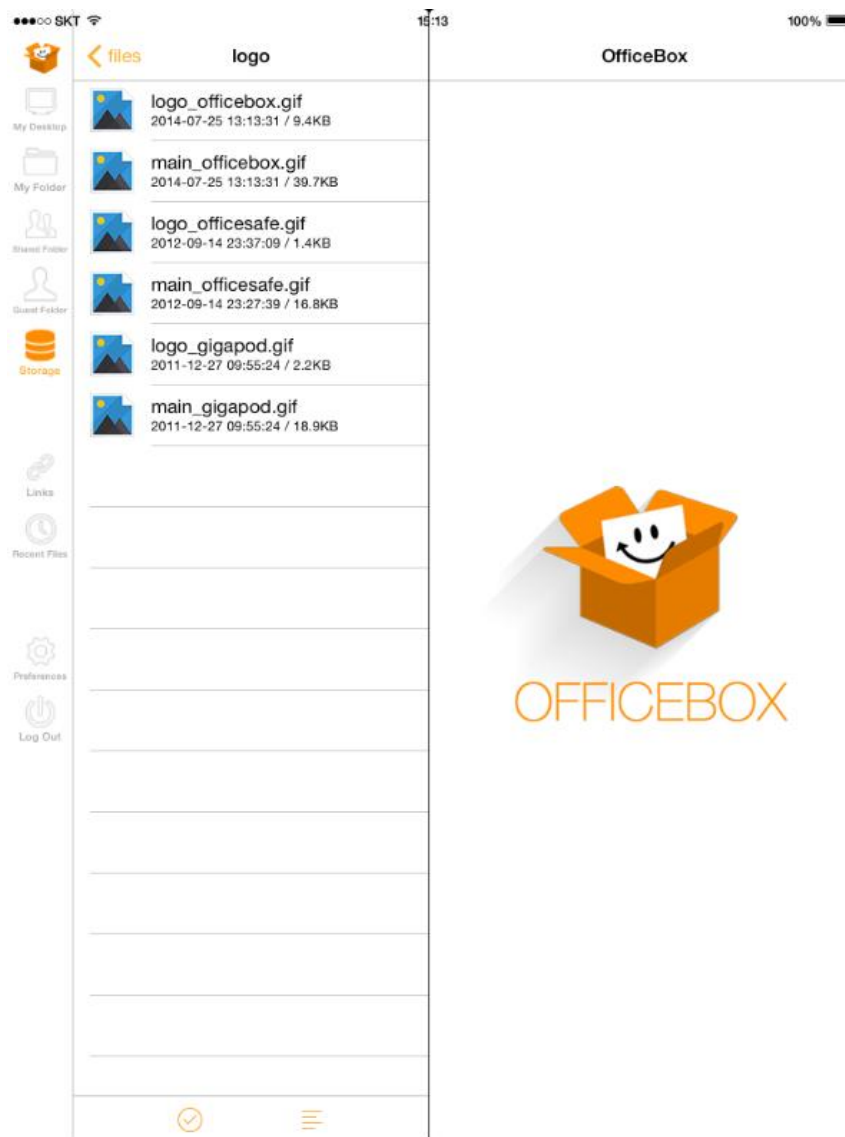 SKT
15:13
100%
files
logo
OfficeBox
My Desktop
My Folder
Shared Folder
Guest Folder
Storage
Links
Recent Files
Preferences
Log Out
logo_officebox.gif
2014-07-25 13:13:31 / 9.4KB
main_officebox.gif
2014-07-25 13:13:31 / 39.7KB
logo_officesafe.gif
2012-09-14 23:37:09 / 1.4KB
main_officesafe.gif
2012-09-14 23:27:39 / 16.8KB
logo_gigapod.gif
2011-12-27 09:55:24 / 2.2KB
main_gigapod.gif
2011-12-27 09:55:24 / 18.9KB
OFFICEBOX